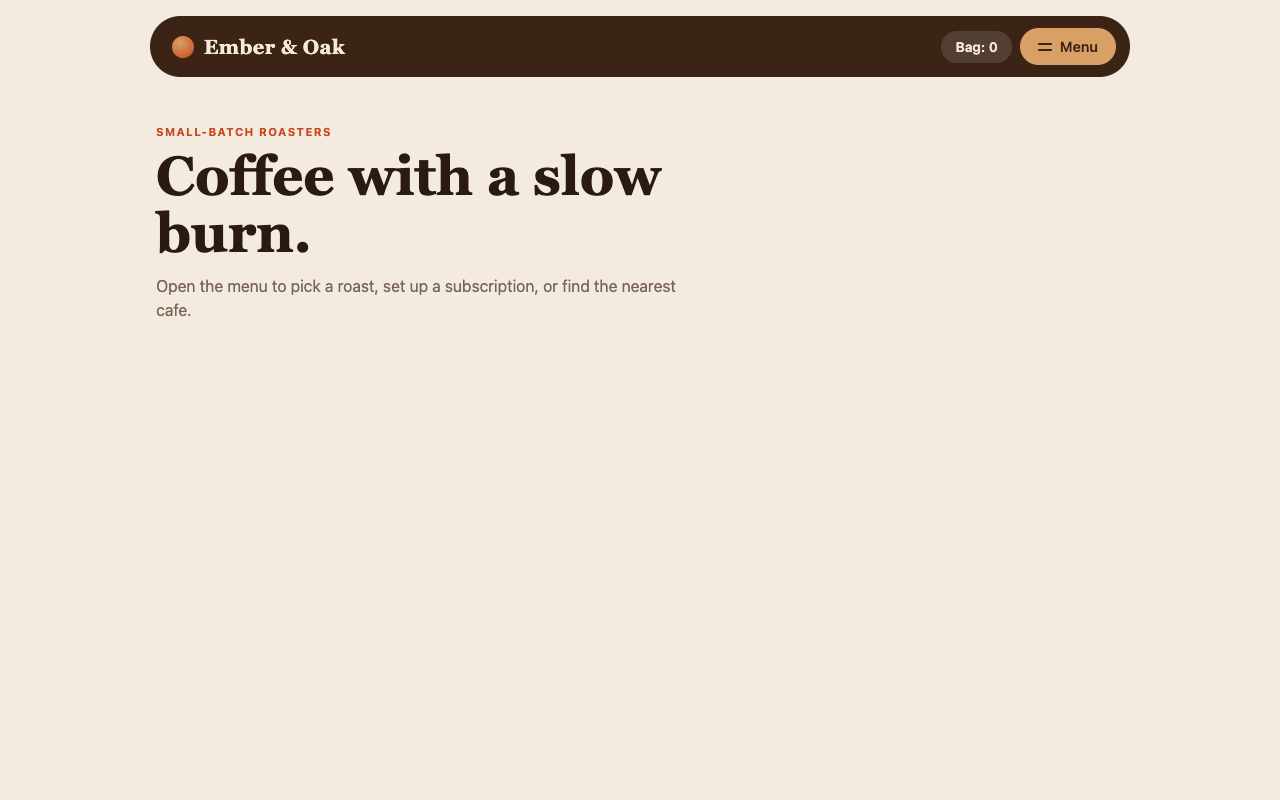 Ember & Oak
Bag: 0
Menu
SMALL-BATCH ROASTERS
Coffee with a slow
burn.
Open the menu to pick a roast, set up a subscription, or find the nearest
cafe.